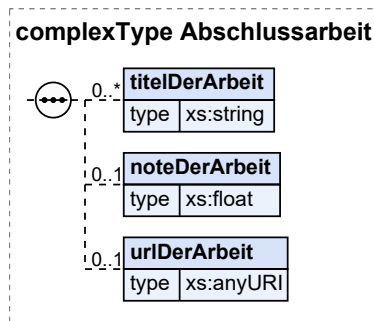 complexType Abschlussarbeit
0..* titelDerArbeit
type xs:string
0..1 noteDerArbeit
type xs:float
0..1 urlDerArbeit
type xs:anyURI